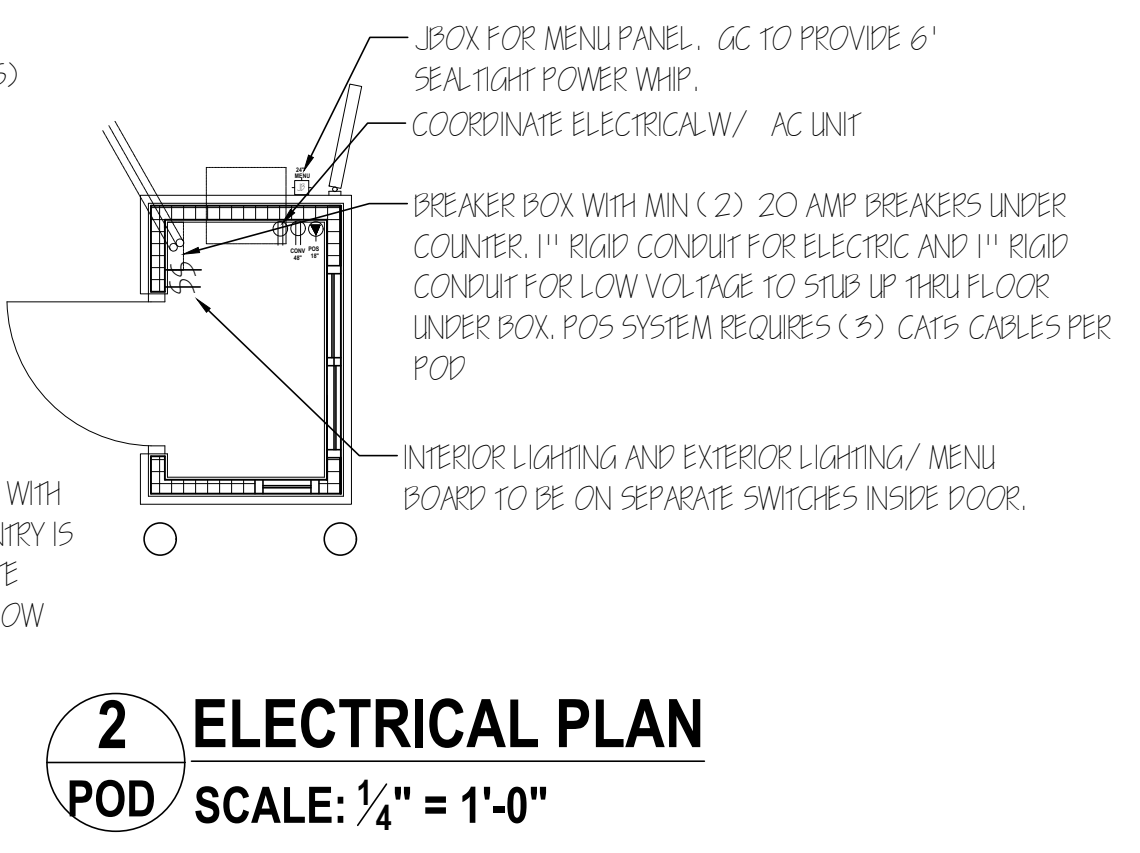 S)
JBOX FOR MENU PANEL. GC TO PROVIDE 6'
SEALTIGHT POWER WHIP.
COORDINATE ELECTRICALW/ AC UNIT
24"
MENU
BREAKER BOX WITH MIN (2) 20 AMP BREAKERS UNDER
COUNTER. 1" RIGID CONDUIT FOR ELECTRIC AND 1" RIGID
CONDUIT FOR LOW VOLTAGE TO STUB UP THRU FLOOR
UNDER BOX. POS SYSTEM REQUIRES (3) CAT5 CABLES PER
POD
CONV POS
48" 18"
$$
INTERIOR LIGHTING AND EXTERIOR LIGHTING/ MENU
BOARD TO BE ON SEPARATE SWITCHES INSIDE DOOR.
WITH
NTRY IS
TE
OW
2 ELECTRICAL PLAN
POD SCALE: 1/4" = 1'-0"